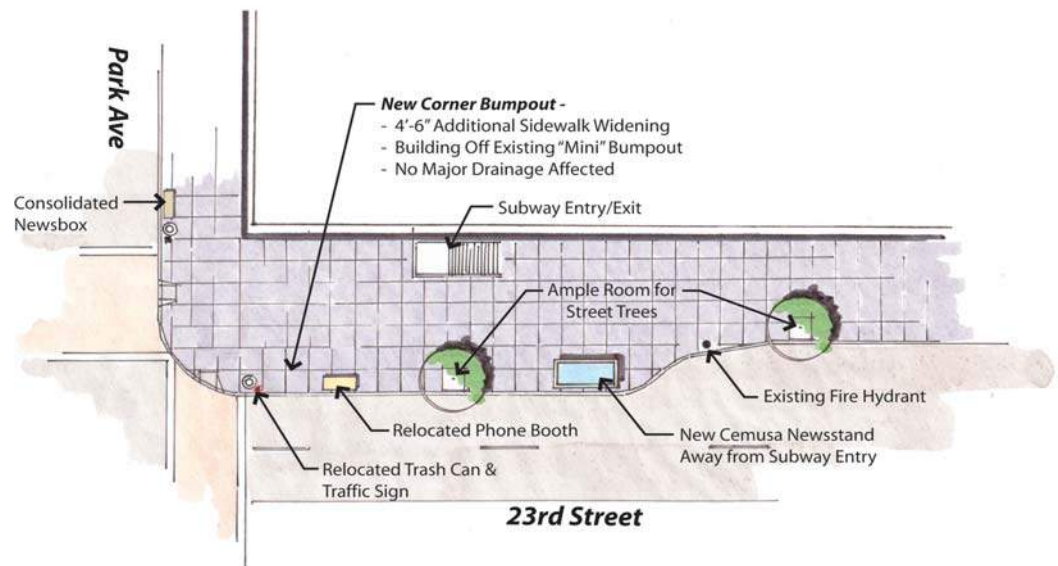 Park Ave
New Corner Bumpout -
- 4'-6" Additional Sidewalk Widening
- Building Off Existing "Mini" Bumpout
- No Major Drainage Affected
Consolidated
Newsbox
Subway Entry/Exit
Ample Room for
Street Trees
Existing Fire Hydrant
Relocated Phone Booth
New Cemusa Newsstand
Away from Subway Entry
Relocated Trash Can &
Traffic Sign
23rd Street